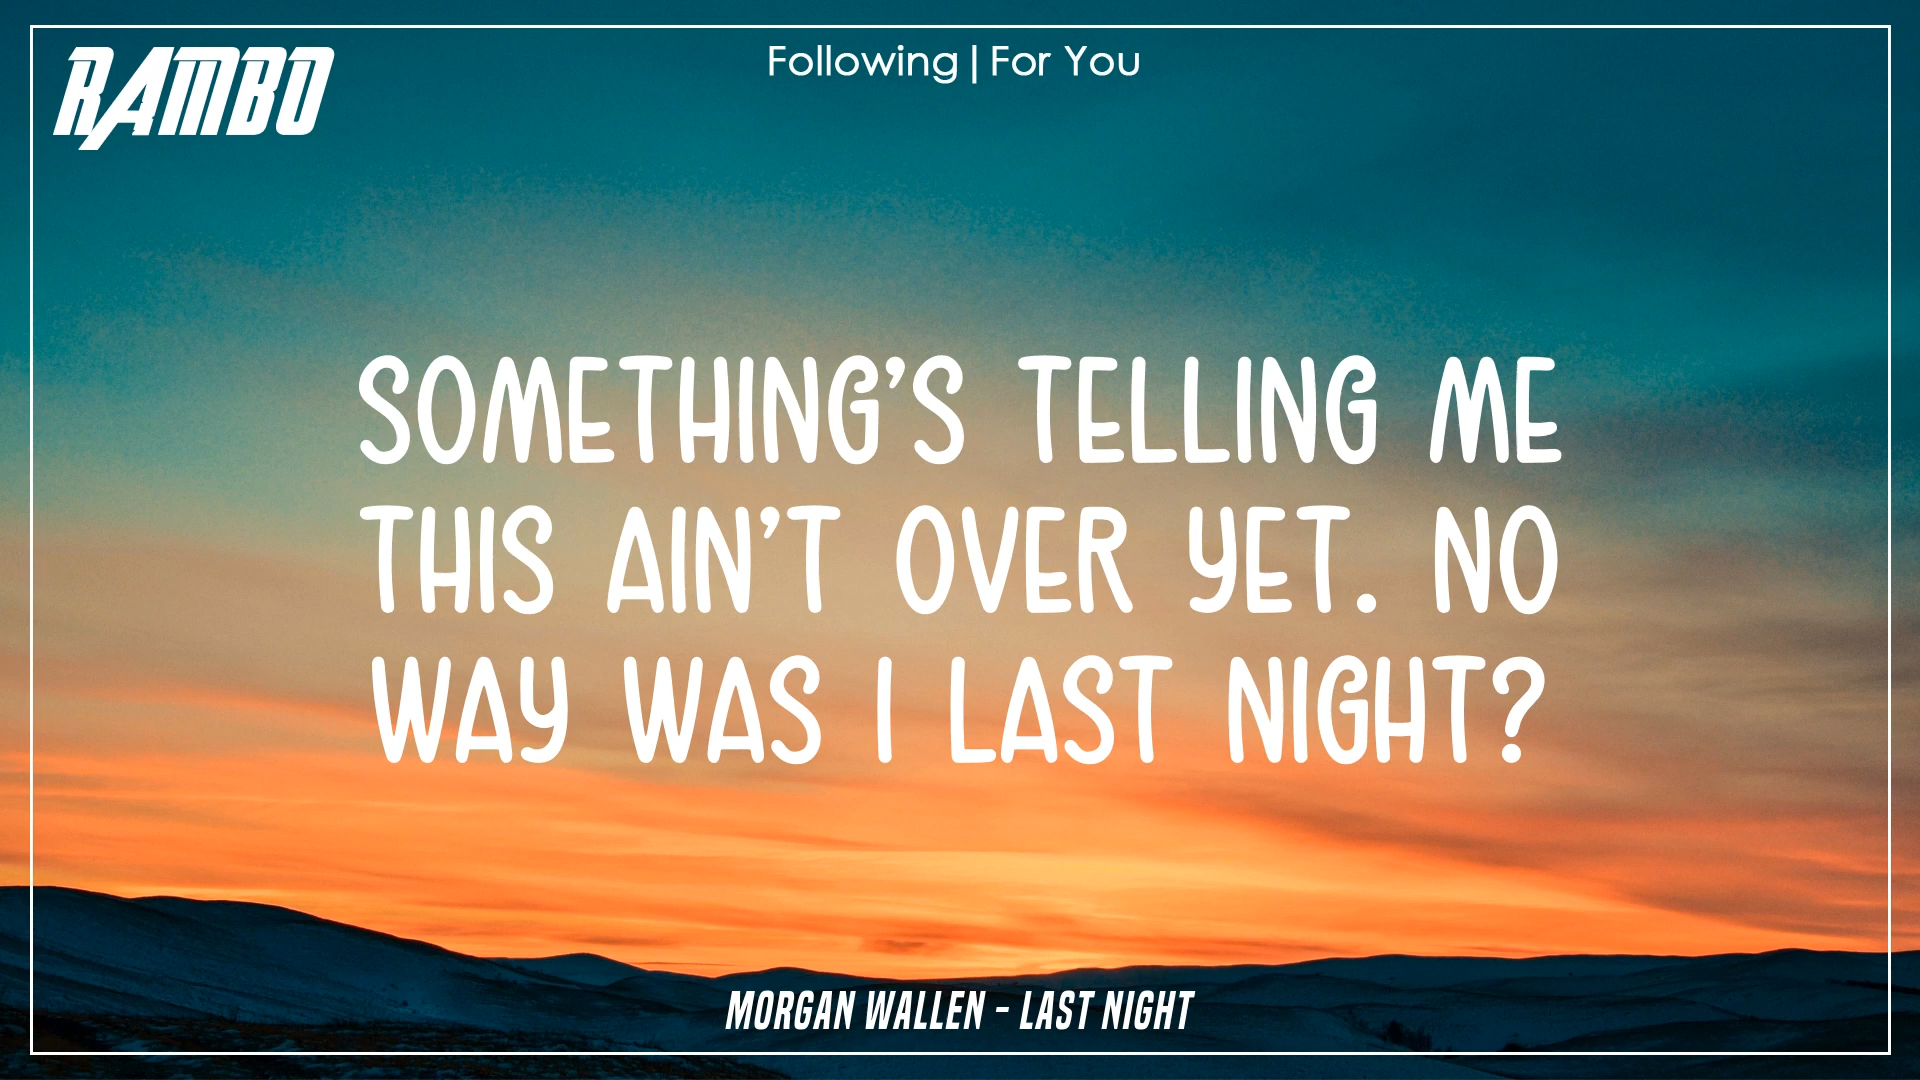 RAMBO
Following | For You
SOMETHING'S TELLING ME
THIS AIN'T OVER YET. NO
WAY WAS I LAST NIGHT?
MORGAN WALLEN - LAST NIGHT